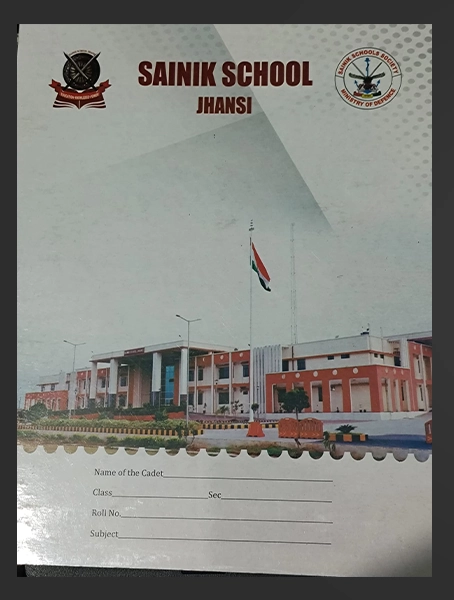 SAINIK SCHOOL
JHANSI
SAINIK SCHOOLS SOCIETY
MINISTRY OF DEFENCE
Name of the Cadet
Class Sec
Roll No.
Subject